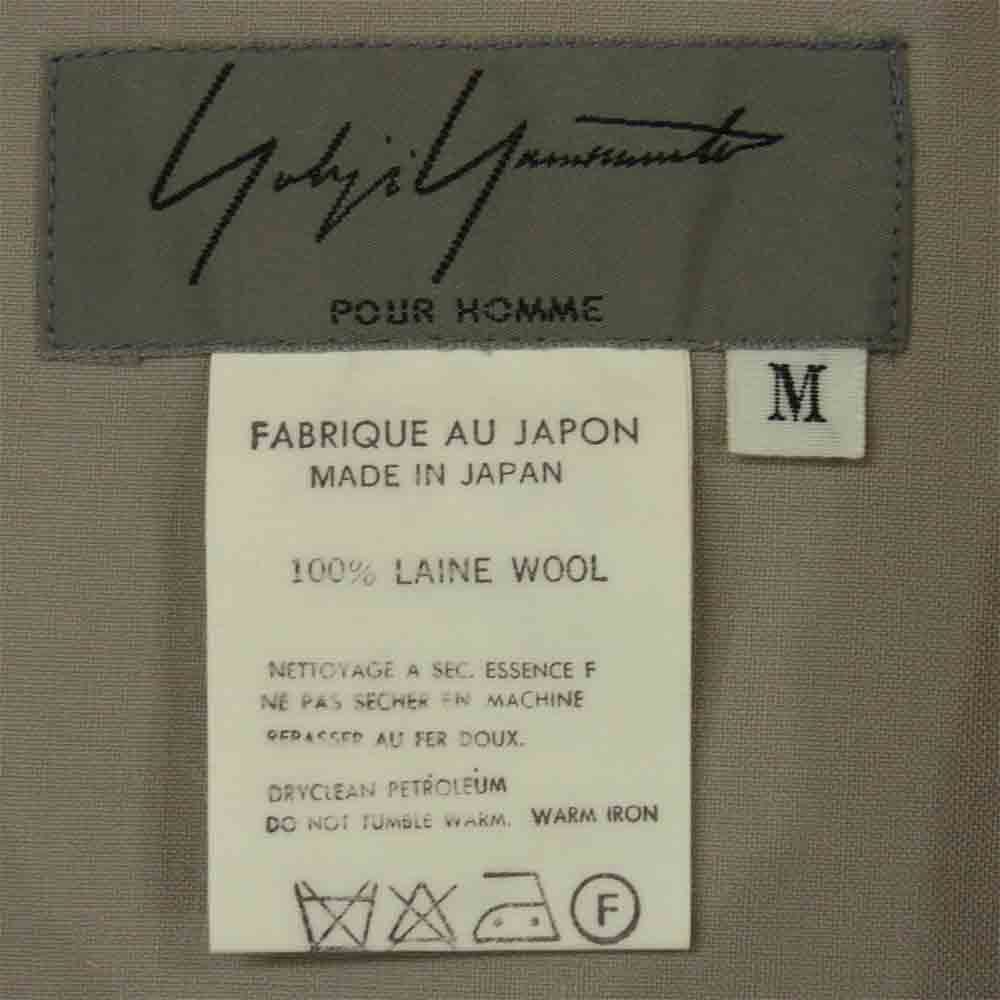 Yohji Yamamoto
POUR HOMME
M
FABRIQUE AU JAPON
MADE IN JAPAN
100% LAINE WOOL
NETTOYAGE A SEC. ESSENCE F
NE PAS SECHER EN MACHINE
REPASSER AU FER DOUX.
DRYCLEAN PETROLEUM
DO NOT TUMBLE WARM. WARM IRON
F